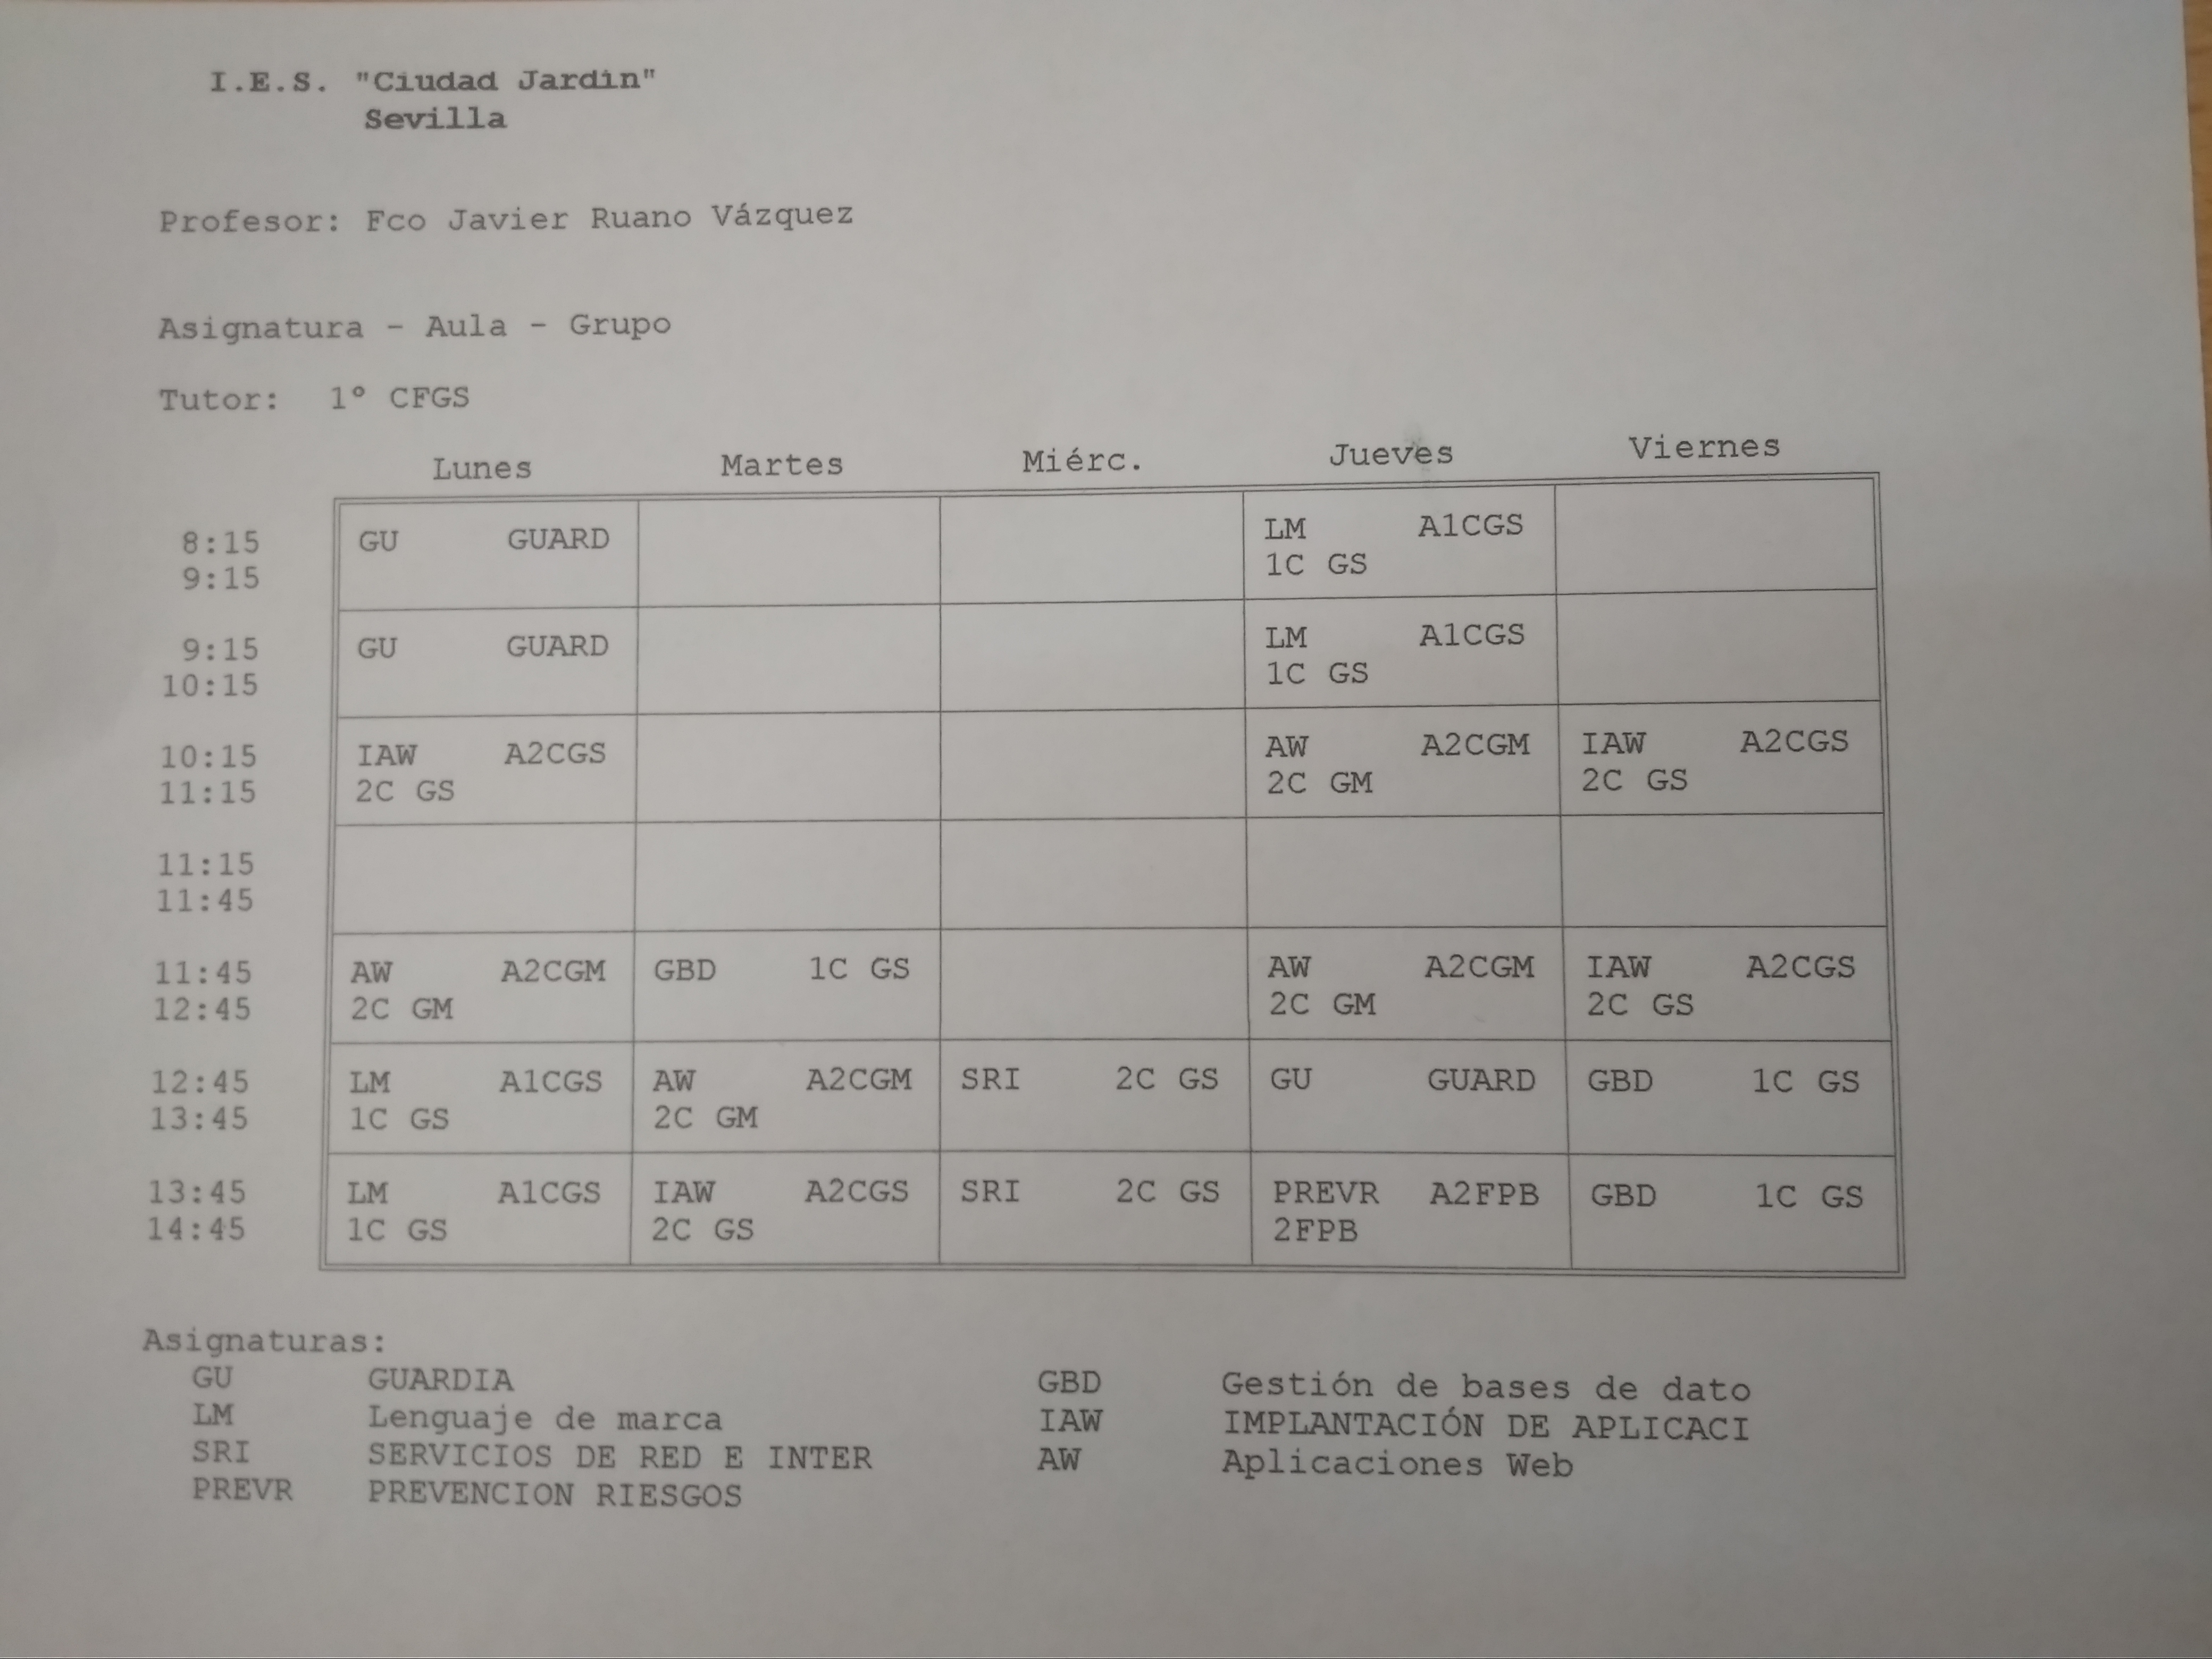 I.E.S. "Ciudad Jardin"
Sevilla
Profesor: Fco Javier Ruano Vázquez
Asignatura - Aula - Grupo
Tutor: 1º CFGS
Lunes Martes Miérc. Jueves Viernes
8:15 GU GUARD LM A1CGS
9:15 1C GS
9:15 GU GUARD LM A1CGS
10:15 1C GS
10:15 IAW A2CGS AW A2CGM IAW A2CGS
11:15 2C GS 2C GM 2C GS
11:15
11:45
11:45 AW A2CGM GBD 1C GS AW A2CGM IAW A2CGS
12:45 2C GM 2C GM 2C GS
12:45 LM A1CGS AW A2CGM SRI 2C GS GU GUARD GBD 1C GS
13:45 1C GS 2C GM
13:45 LM A1CGS IAW A2CGS SRI 2C GS PREVR A2FPB GBD 1C GS
14:45 1C GS 2C GS 2FPB
Asignaturas:
GU GUARDIA GBD Gestión de bases de dato
LM Lenguaje de marca IAW IMPLANTACIÓN DE APLICACI
SRI SERVICIOS DE RED E INTER AW Aplicaciones Web
PREVR PREVENCION RIESGOS